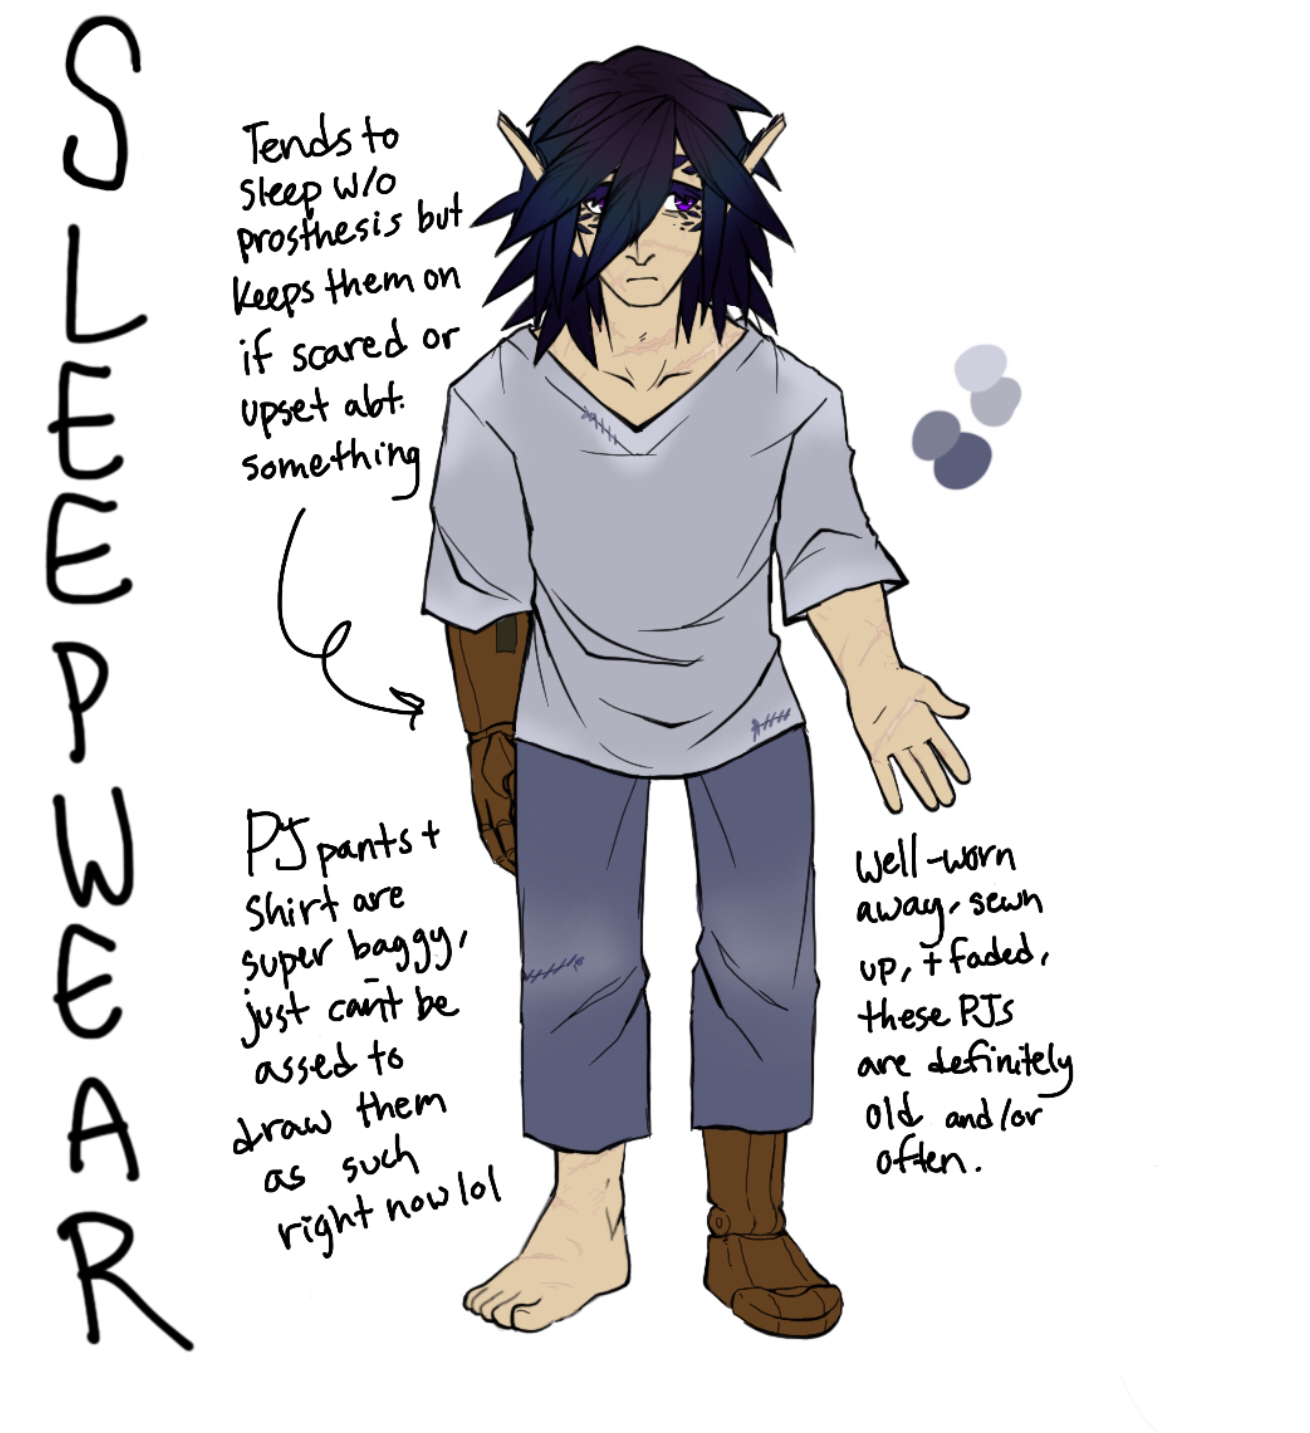 SLEEPWEAR
Tends to
sleep w/o
prosthesis but
keeps them on
if scared or
upset abt.
something
PJ pants +
shirt are
super baggy,
just can't be
assed to
draw them
as such
right now lol
Well-worn
away, sewn
up, + faded,
these PJs
are definitely
old and/or
often.